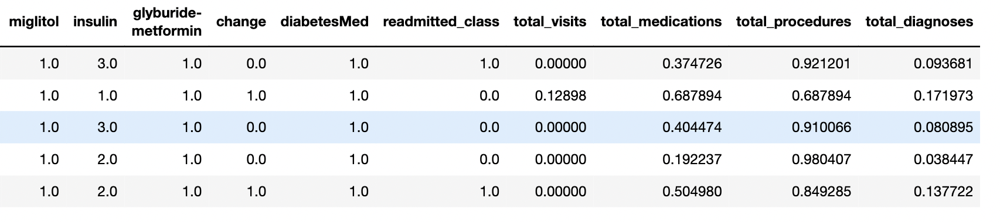 miglitol insulin glyburide-metformin change diabetesMed readmitted_class total_visits total_medications total_procedures total_diagnoses
1.0 3.0 1.0 0.0 1.0 1.0 0.00000 0.374726 0.921201 0.093681
1.0 1.0 1.0 1.0 1.0 0.0 0.12898 0.687894 0.687894 0.171973
1.0 3.0 1.0 0.0 1.0 0.0 0.00000 0.404474 0.910066 0.080895
1.0 2.0 1.0 0.0 1.0 0.0 0.00000 0.192237 0.980407 0.038447
1.0 2.0 1.0 1.0 1.0 1.0 0.00000 0.504980 0.849285 0.137722